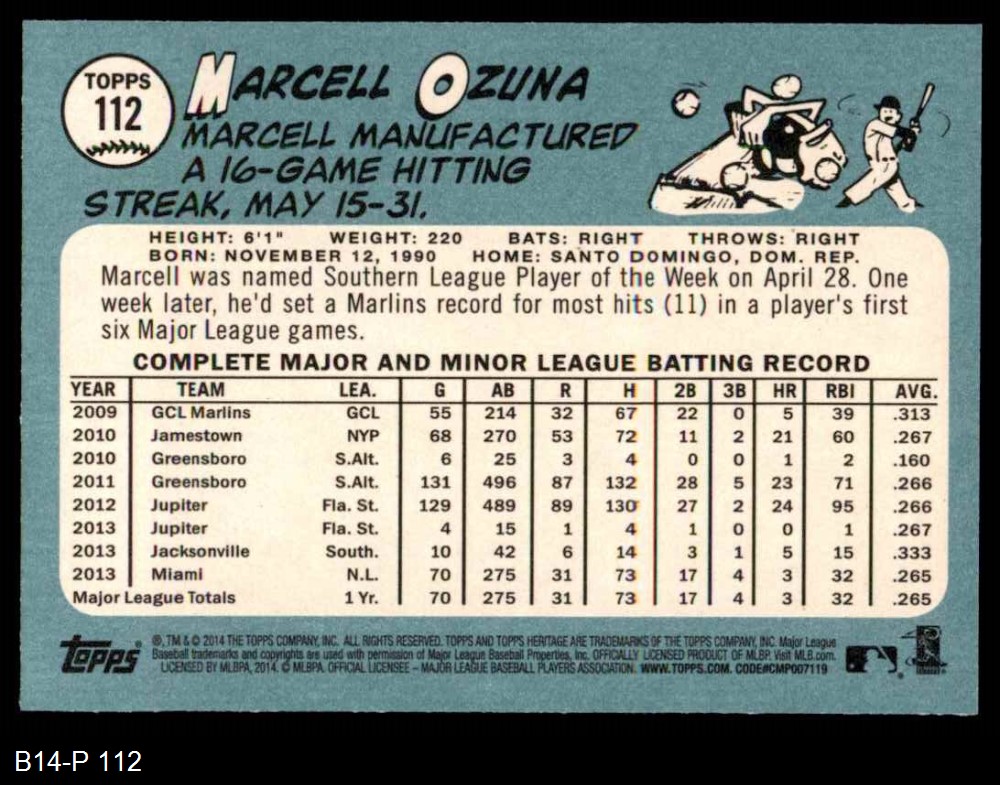 TOPPS
112
MARCELL OZUNA
MARCELL MANUFACTURED
A 16-GAME HITTING
STREAK, MAY 15-31.
HEIGHT: 6'1" WEIGHT: 220 BATS: RIGHT THROWS: RIGHT
BORN: NOVEMBER 12, 1990 HOME: SANTO DOMINGO, DOM. REP.
Marcell was named Southern League Player of the Week on April 28. One
week later, he'd set a Marlins record for most hits (11) in a player's first
six Major League games.
COMPLETE MAJOR AND MINOR LEAGUE BATTING RECORD
YEAR TEAM LEA. G AB R H 2B 3B HR RBI AVG.
2009 GCL Marlins GCL 55 214 32 67 22 0 5 39 .313
2010 Jamestown NYP 68 270 53 72 11 2 21 60 .267
2010 Greensboro S.Alt. 6 25 3 4 0 0 1 2 .160
2011 Greensboro S.Alt. 131 496 87 132 28 5 23 71 .266
2012 Jupiter Fla. St. 129 489 89 130 27 2 24 95 .266
2013 Jupiter Fla. St. 4 15 1 4 1 0 0 1 .267
2013 Jacksonville South. 10 42 6 14 3 1 5 15 .333
2013 Miami N.L. 70 275 31 73 17 4 3 32 .265
Major League Totals 1 Yr. 70 275 31 73 17 4 3 32 .265
topps
®, TM & © 2014 THE TOPPS COMPANY, INC. ALL RIGHTS RESERVED. TOPPS AND TOPPS HERITAGE ARE TRADEMARKS OF THE TOPPS COMPANY, INC. Major League
Baseball trademarks and copyrights are used with permission of Major League Baseball Properties, Inc. OFFICIALLY LICENSED PRODUCT OF MLBP. Visit MLB.com.
LICENSED BY MLBPA, 2014. © MLBPA. OFFICIAL LICENSEE – MAJOR LEAGUE BASEBALL PLAYERS ASSOCIATION. WWW.TOPPS.COM. CODE#CMP007119
B14-P 112